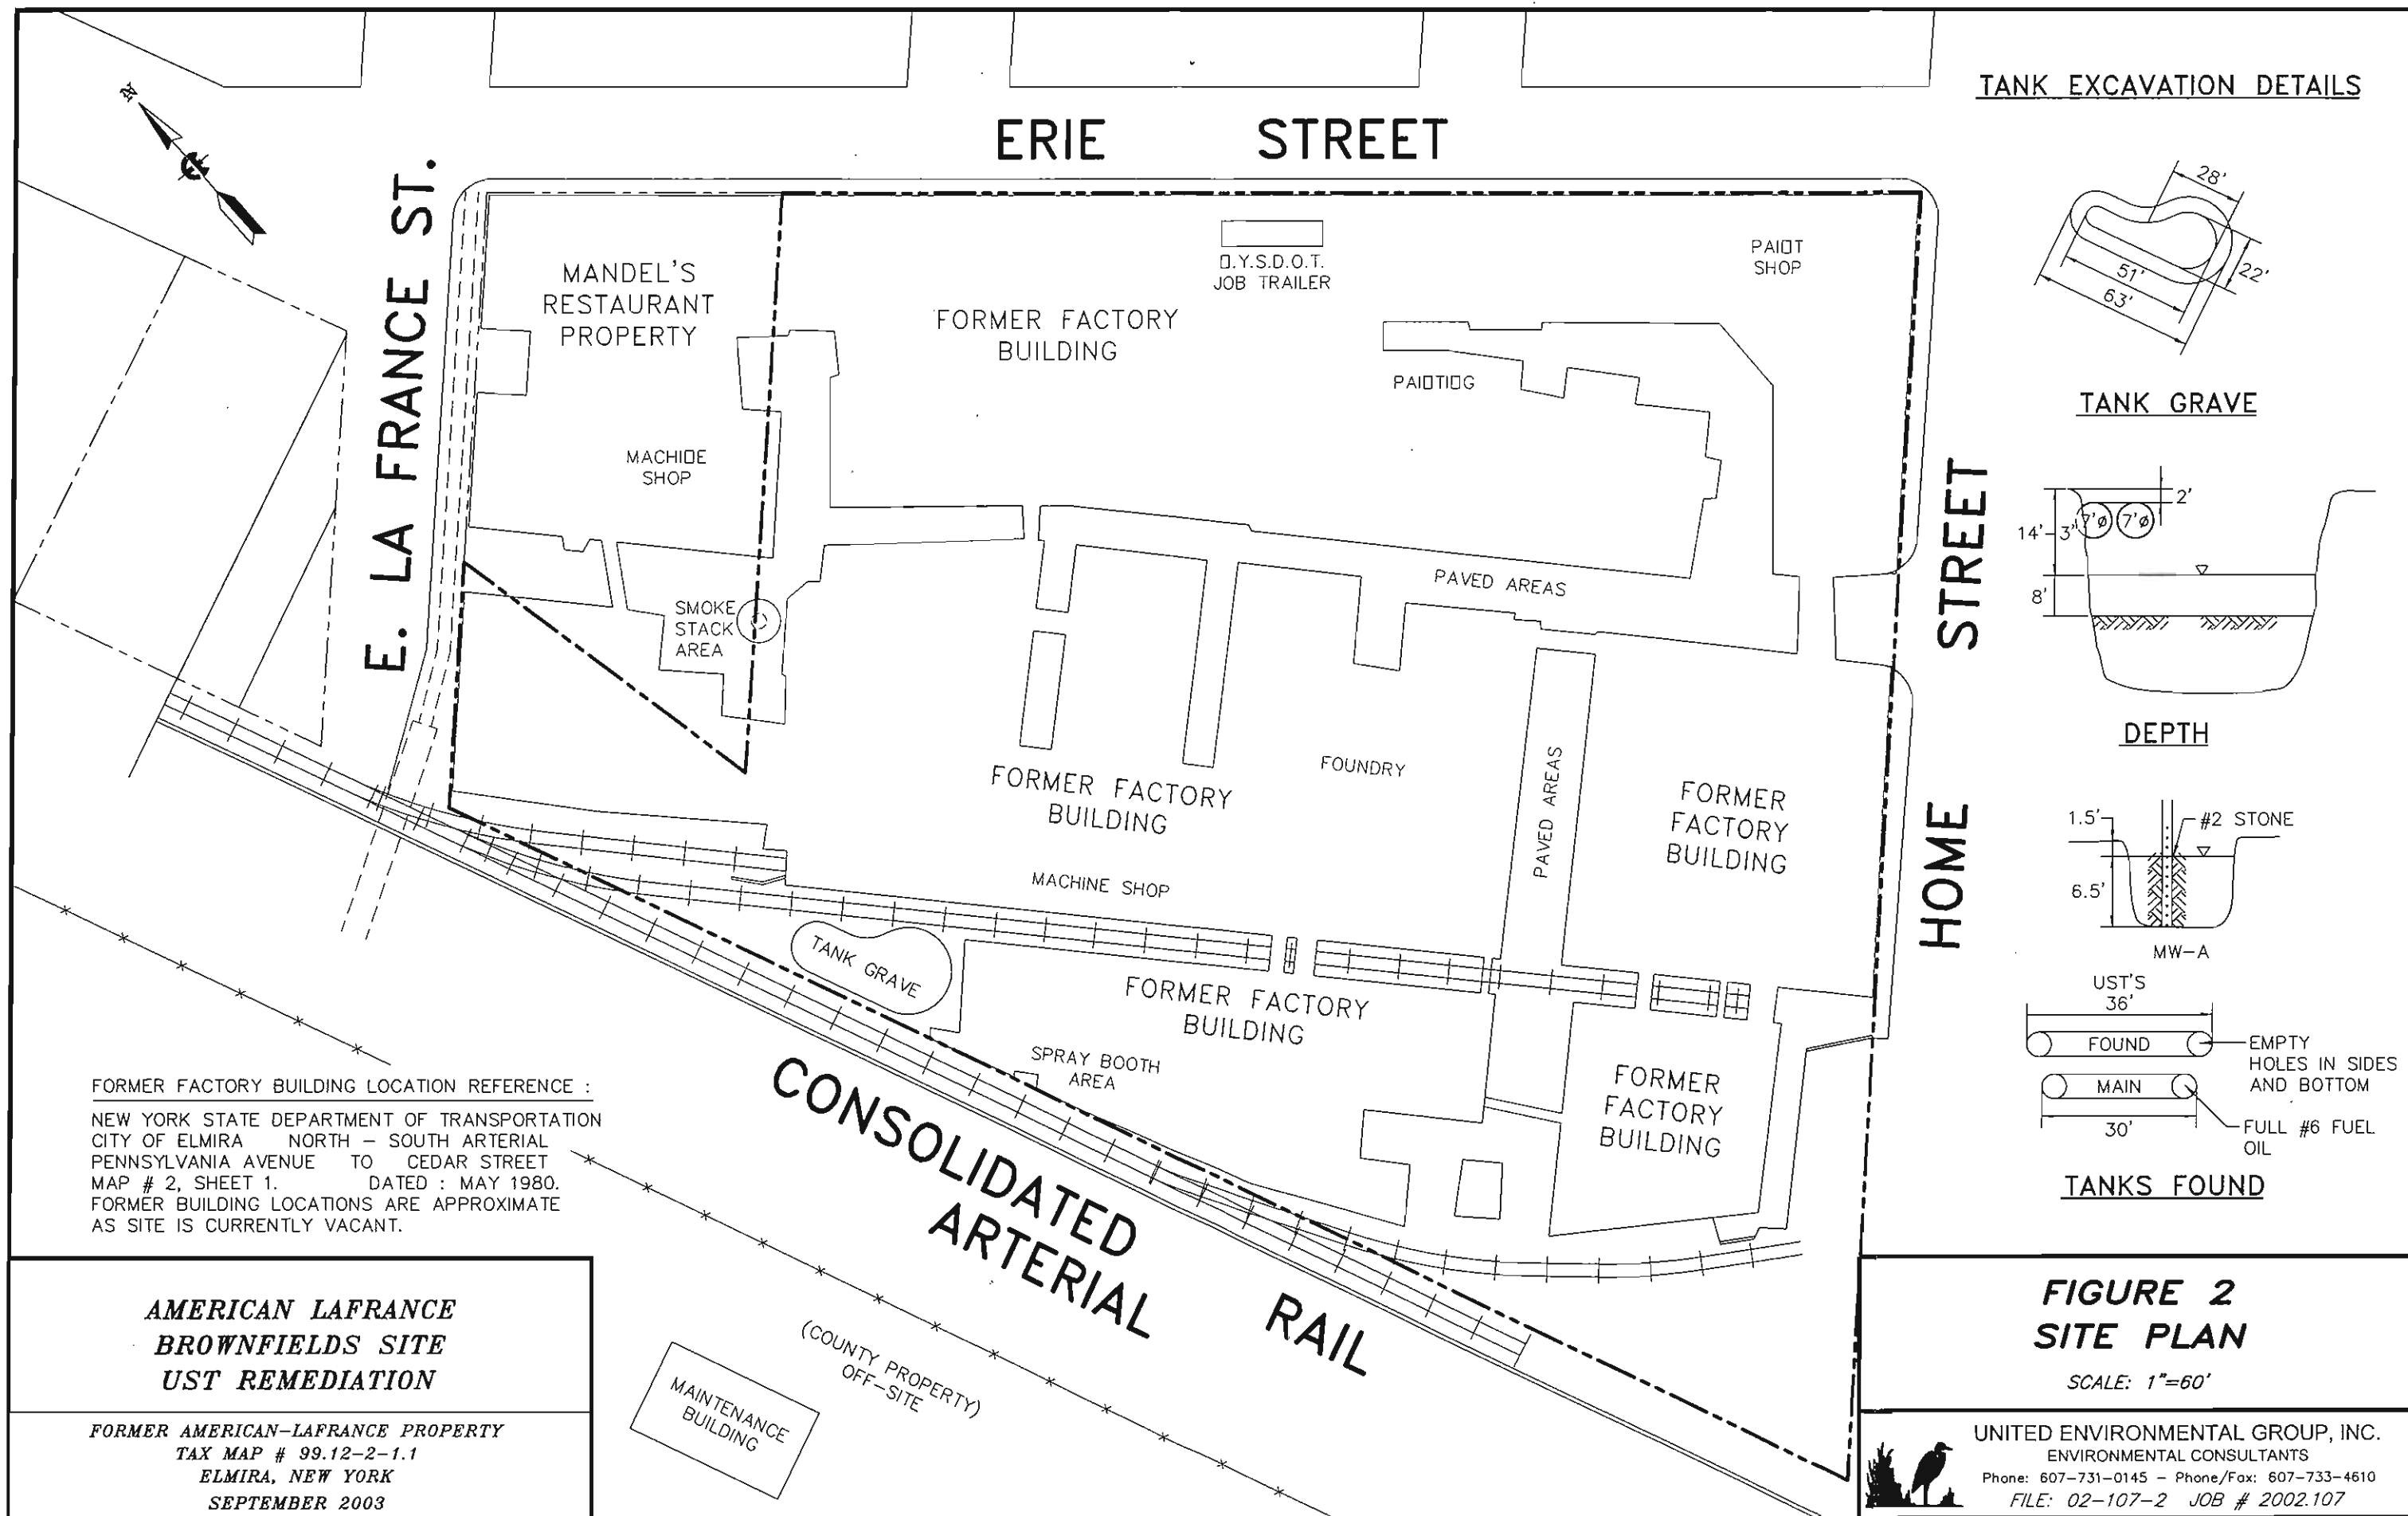 TANK EXCAVATION DETAILS
ERIE STREET
E. LA FRANCE ST.
HOME STREET
CONSOLIDATED
ARTERIAL RAIL
MANDEL'S
RESTAURANT
PROPERTY
MACHI▯E
SHOP
FORMER FACTORY
BUILDING
▯.Y.S.D.O.T.
JOB TRAILER
PAI▯T
SHOP
PAI▯TI▯G
PAVED AREAS
SMOKE
STACK
AREA
FORMER FACTORY
BUILDING
FOUNDRY
PAVED AREAS
FORMER
FACTORY
BUILDING
MACHINE SHOP
TANK GRAVE
FORMER FACTORY
BUILDING
SPRAY BOOTH
AREA
FORMER
FACTORY
BUILDING
(COUNTY PROPERTY)
OFF-SITE
MAINTENANCE
BUILDING
28'
22'
51'
63'
TANK GRAVE
2'
14'-3"
7'ø
7'ø
8'
DEPTH
1.5'
#2 STONE
6.5'
MW-A
UST'S
36'
FOUND
EMPTY
HOLES IN SIDES
AND BOTTOM
MAIN
30'
FULL #6 FUEL
OIL
TANKS FOUND
FORMER FACTORY BUILDING LOCATION REFERENCE :
NEW YORK STATE DEPARTMENT OF TRANSPORTATION
CITY OF ELMIRA NORTH - SOUTH ARTERIAL
PENNSYLVANIA AVENUE TO CEDAR STREET
MAP # 2, SHEET 1. DATED : MAY 1980.
FORMER BUILDING LOCATIONS ARE APPROXIMATE
AS SITE IS CURRENTLY VACANT.
AMERICAN LAFRANCE
BROWNFIELDS SITE
UST REMEDIATION
FORMER AMERICAN-LAFRANCE PROPERTY
TAX MAP # 99.12-2-1.1
ELMIRA, NEW YORK
SEPTEMBER 2003
FIGURE 2
SITE PLAN
SCALE: 1"=60'
UNITED ENVIRONMENTAL GROUP, INC.
ENVIRONMENTAL CONSULTANTS
Phone: 607-731-0145 - Phone/Fax: 607-733-4610
FILE: 02-107-2 JOB # 2002.107